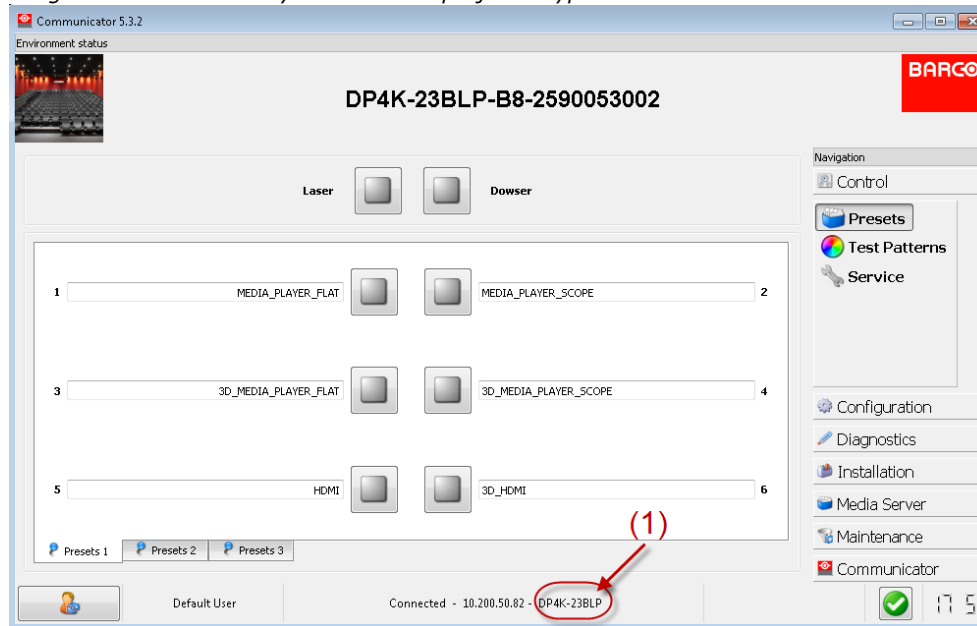 Communicator 5.3.2
Environment status
BARCO
DP4K-23BLP-B8-2590053002
Navigation
Control
Laser
Dowser
Presets
Test Patterns
Service
1 MEDIA_PLAYER_FLAT MEDIA_PLAYER_SCOPE 2
3 3D_MEDIA_PLAYER_FLAT 3D_MEDIA_PLAYER_SCOPE 4
Configuration
Diagnostics
Installation
5 HDMI 3D_HDMI 6
Media Server
(1)
Maintenance
Presets 1 Presets 2 Presets 3
Communicator
Default User Connected - 10.200.50.82 - DP4K-23BLP